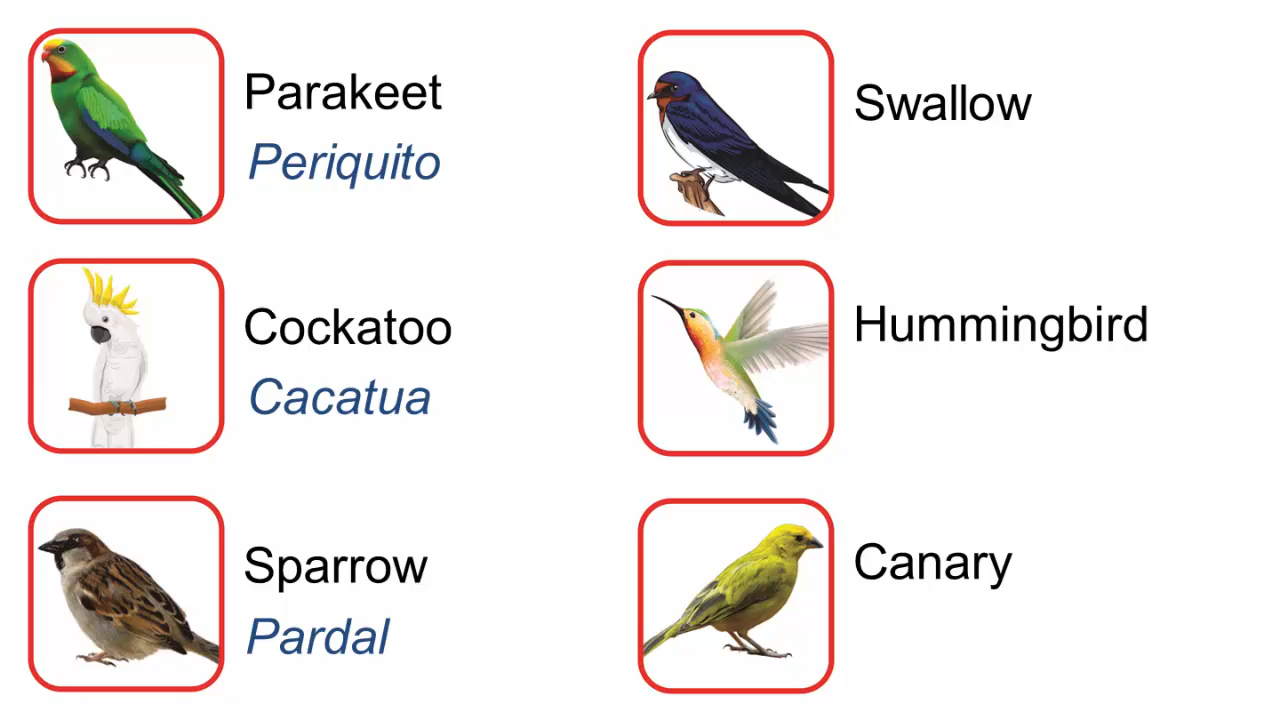 Parakeet
Periquito
Cockatoo
Cacatua
Sparrow
Pardal
Swallow
Hummingbird
Canary